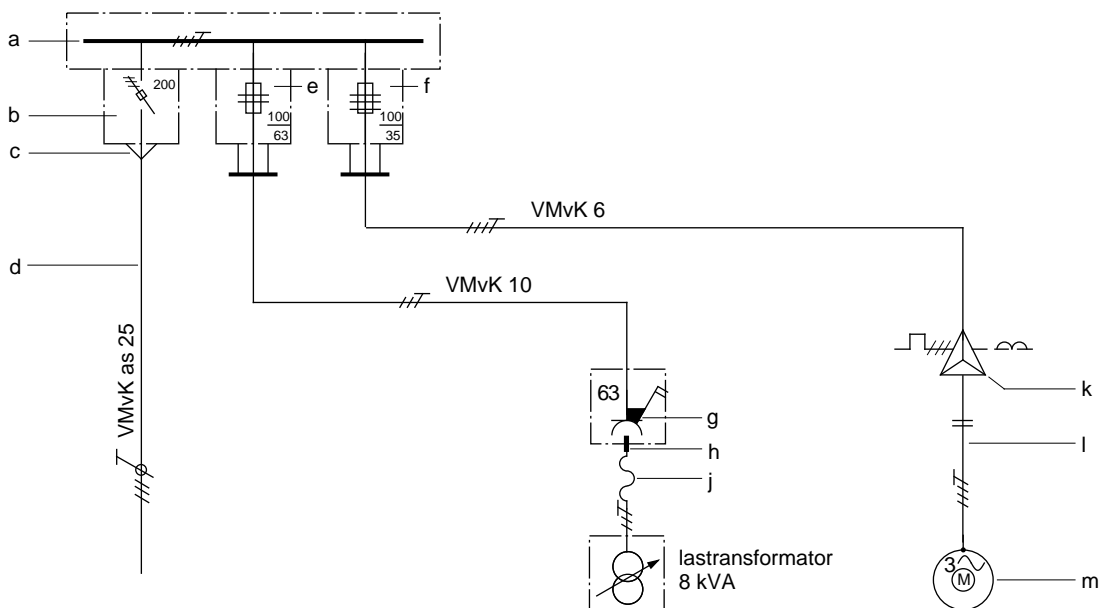 a
b
c
d
200
e
f
100
63
100
35
VMvK 6
VMvK 10
VMvK as 25
63
g
h
j
k
l
m
lastransformator
8 kVA
3
M